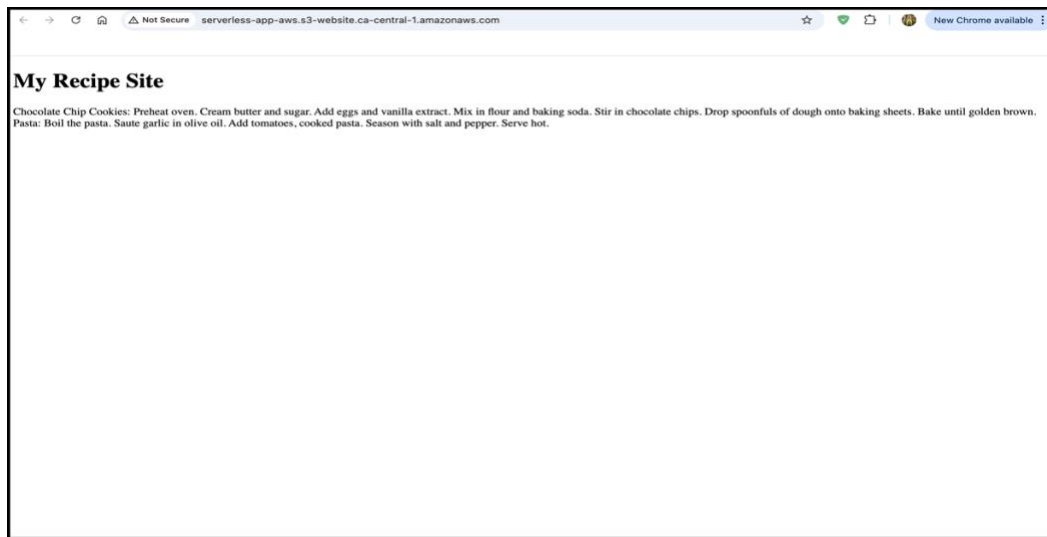 Not Secure serverless-app-aws.s3-website.ca-central-1.amazonaws.com New Chrome available
My Recipe Site
Chocolate Chip Cookies: Preheat oven. Cream butter and sugar. Add eggs and vanilla extract. Mix in flour and baking soda. Stir in chocolate chips. Drop spoonfuls of dough onto baking sheets. Bake until golden brown.
Pasta: Boil the pasta. Saute garlic in olive oil. Add tomatoes, cooked pasta. Season with salt and pepper. Serve hot.